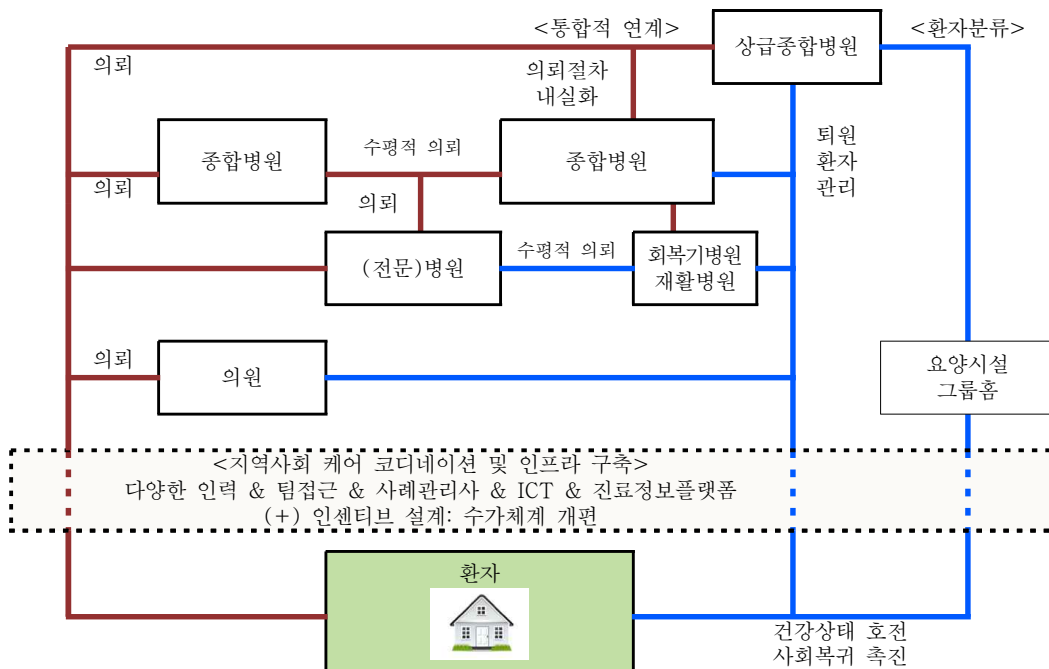 <통합적 연계>
<환자분류>
상급종합병원
의뢰
의뢰절차
내실화
종합병원
수평적 의뢰
종합병원
퇴원
환자
관리
의뢰
의뢰
(전문)병원
수평적 의뢰
회복기병원
재활병원
의뢰
의원
요양시설
그룹홈
<지역사회 케어 코디네이션 및 인프라 구축>
다양한 인력 & 팀접근 & 사례관리사 & ICT & 진료정보플랫폼
(+) 인센티브 설계: 수가체계 개편
환자
건강상태 호전
사회복귀 촉진